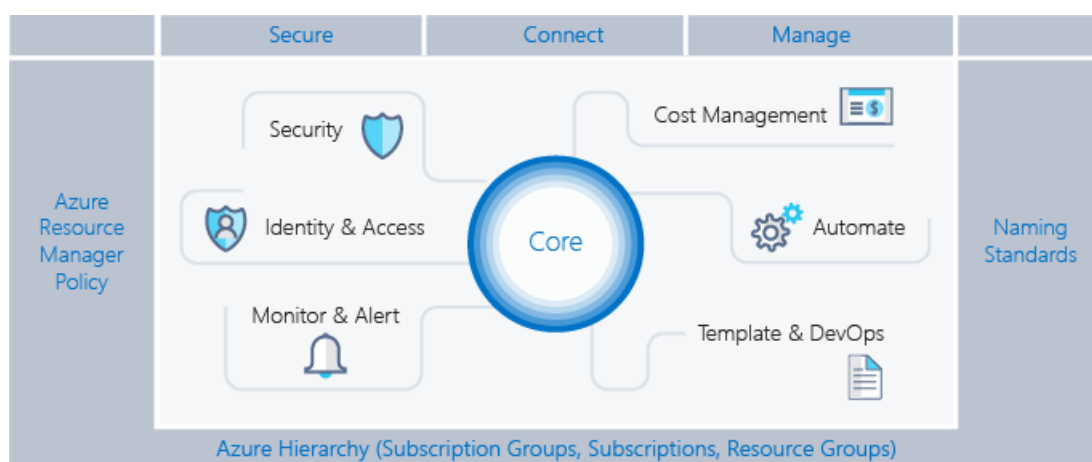 Secure
Connect
Manage
Security
Cost Management
Azure
Resource
Manager
Policy
Identity & Access
Core
Automate
Naming
Standards
Monitor & Alert
Template & DevOps
Azure Hierarchy (Subscription Groups, Subscriptions, Resource Groups)